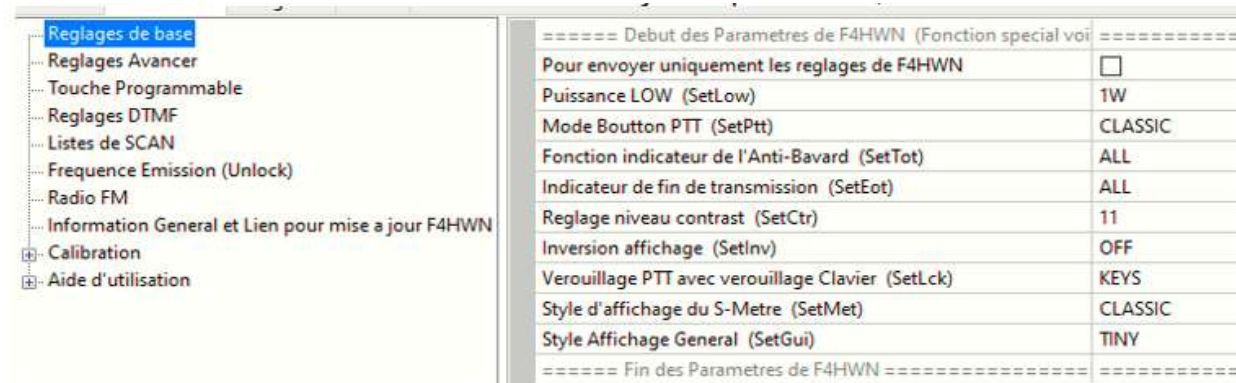 Reglages de base
Reglages Avancer
Touche Programmable
Reglages DTMF
Listes de SCAN
Frequence Emission (Unlock)
Radio FM
Information General et Lien pour mise a jour F4HWN
Calibration
Aide d'utilisation
====== Debut des Parametres de F4HWN (Fonction special voi ===========
Pour envoyer uniquement les reglages de F4HWN
Puissance LOW (SetLow) 1W
Mode Boutton PTT (SetPtt) CLASSIC
Fonction indicateur de l'Anti-Bavard (SetTot) ALL
Indicateur de fin de transmission (SetEot) ALL
Reglage niveau contrast (SetCtr) 11
Inversion affichage (SetInv) OFF
Verouillage PTT avec verouillage Clavier (SetLck) KEYS
Style d'affichage du S-Metre (SetMet) CLASSIC
Style Affichage General (SetGui) TINY
====== Fin des Parametres de F4HWN ================ ===========